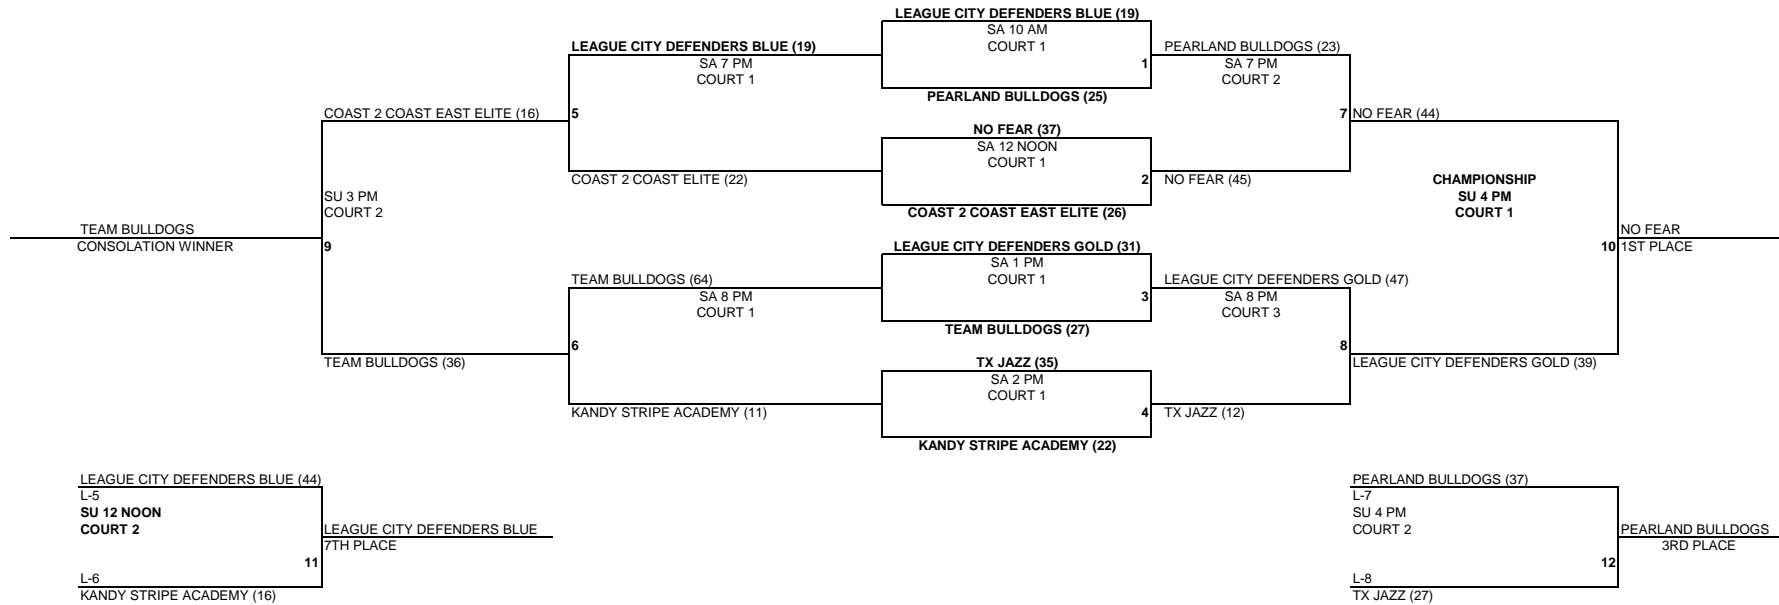 LEAGUE CITY DEFENDERS BLUE (19)
SA 10 AM
COURT 1
LEAGUE CITY DEFENDERS BLUE (19)
PEARLAND BULLDOGS (23)
SA 7 PM
COURT 1
1
SA 7 PM
COURT 2
PEARLAND BULLDOGS (25)
COAST 2 COAST EAST ELITE (16)
5
7
NO FEAR (44)
NO FEAR (37)
SA 12 NOON
COURT 1
COAST 2 COAST ELITE (22)
2
NO FEAR (45)
COAST 2 COAST EAST ELITE (26)
SU 3 PM
COURT 2
CHAMPIONSHIP
SU 4 PM
COURT 1
TEAM BULLDOGS
CONSOLATION WINNER
9
10
NO FEAR
1ST PLACE
LEAGUE CITY DEFENDERS GOLD (31)
SA 1 PM
COURT 1
TEAM BULLDOGS (64)
LEAGUE CITY DEFENDERS GOLD (47)
SA 8 PM
COURT 1
3
SA 8 PM
COURT 3
TEAM BULLDOGS (27)
6
8
TEAM BULLDOGS (36)
LEAGUE CITY DEFENDERS GOLD (39)
TX JAZZ (35)
SA 2 PM
COURT 1
KANDY STRIPE ACADEMY (11)
4
TX JAZZ (12)
KANDY STRIPE ACADEMY (22)
LEAGUE CITY DEFENDERS BLUE (44)
L-5
SU 12 NOON
COURT 2
LEAGUE CITY DEFENDERS BLUE
7TH PLACE
11
L-6
KANDY STRIPE ACADEMY (16)
PEARLAND BULLDOGS (37)
L-7
SU 4 PM
COURT 2
PEARLAND BULLDOGS
3RD PLACE
12
L-8
TX JAZZ (27)